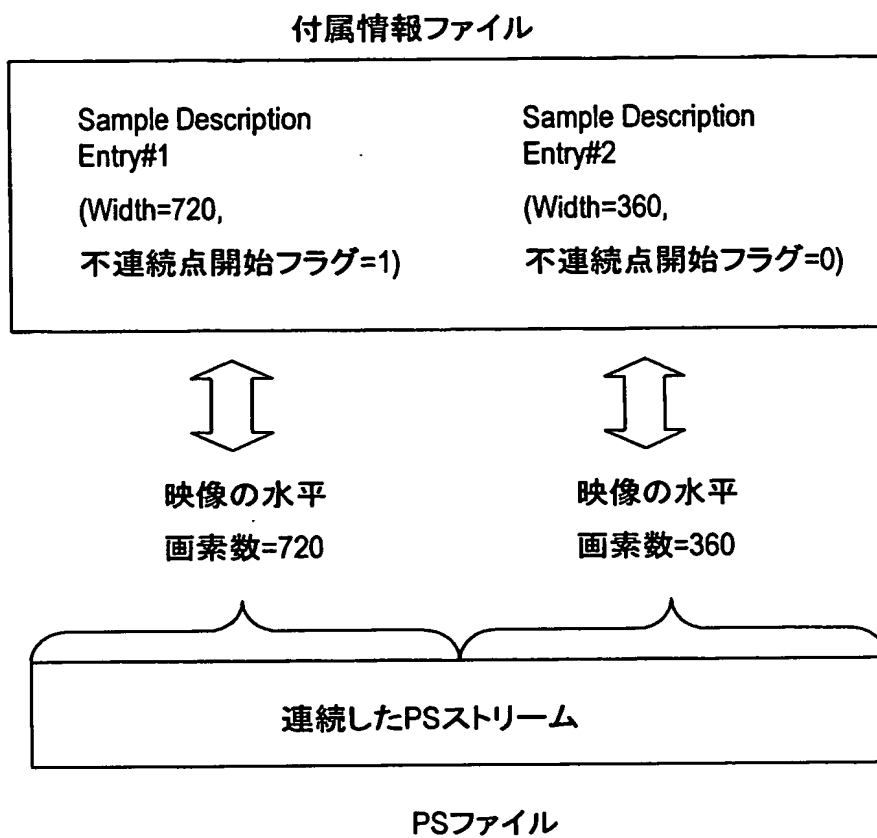 付属情報ファイル
Sample Description
Entry#1
(Width=720,
不連続点開始フラグ=1)
Sample Description
Entry#2
(Width=360,
不連続点開始フラグ=0)
映像の水平
画素数=720
映像の水平
画素数=360
連続したPSストリーム
PSファイル